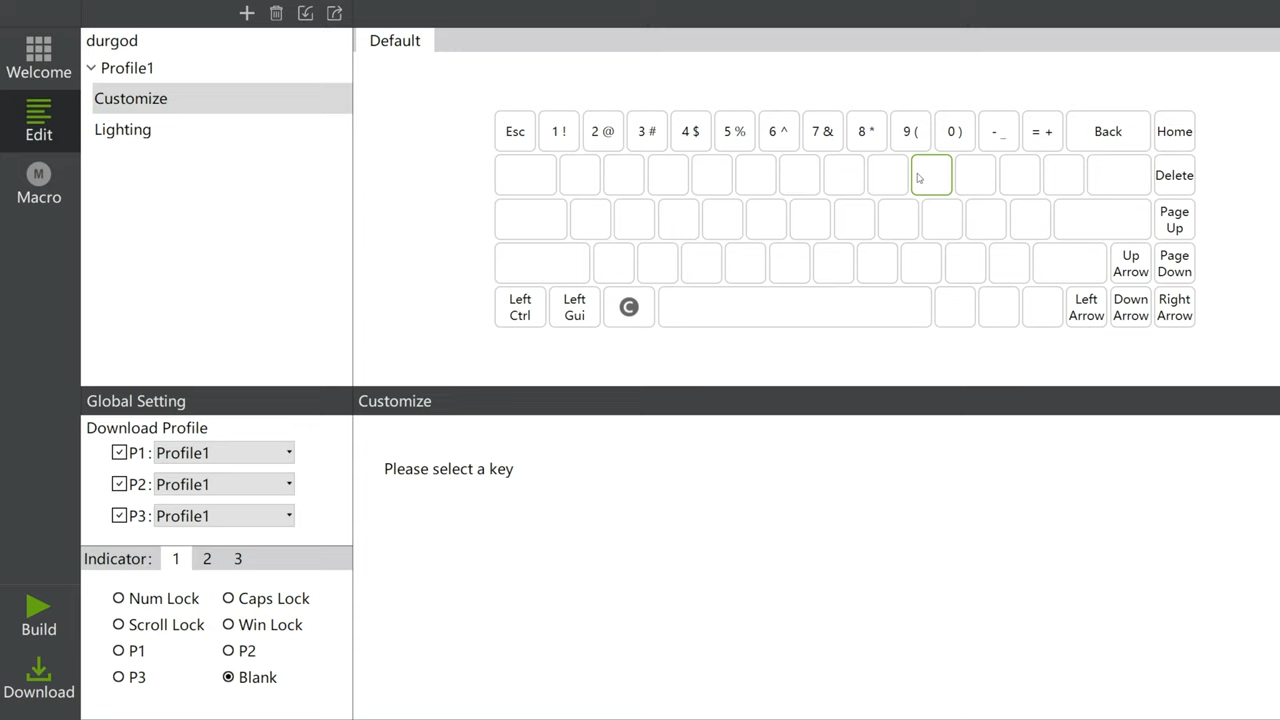 durgod
Default
Welcome
Profile1
Customize
Edit
Lighting
M
Macro
Esc 1 ! 2 @ 3 # 4 $ 5 % 6 ^ 7 & 8 * 9 ( 0 ) - _ = + Back Home
Delete
Page
Up
Up
Arrow
Page
Down
Left
Ctrl
Left
Gui
C
Left
Arrow
Down
Arrow
Right
Arrow
Global Setting
Customize
Download Profile
P1: Profile1
Please select a key
P2: Profile1
P3: Profile1
Indicator: 1 2 3
Num Lock Caps Lock
Scroll Lock Win Lock
P1 P2
P3 Blank
Build
Download